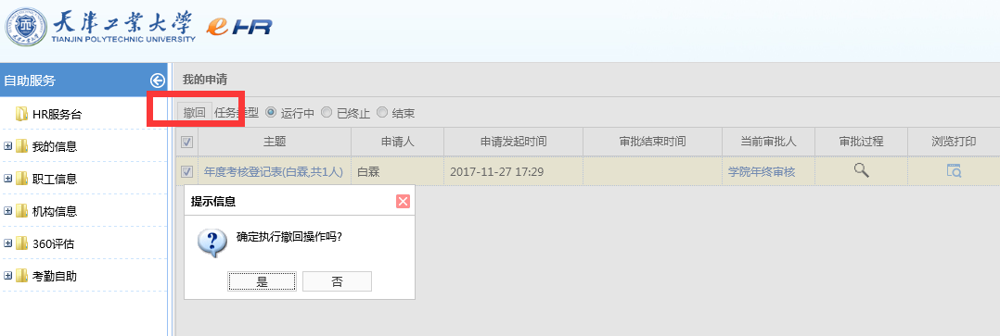 天津工业大学
TIANJIN POLYTECHNIC UNIVERSITY
eHR
自助服务
HR服务台
我的信息
职工信息
机构信息
360评估
考勤自助
我的申请
撤回 任务类型 运行中 已终止 结束
主题 申请人 申请发起时间 审批结束时间 当前审批人 审批过程 浏览打印
年度考核登记表(白霖,共1人) 白霖 2017-11-27 17:29 学院年终审核
提示信息
确定执行撤回操作吗?
是 否